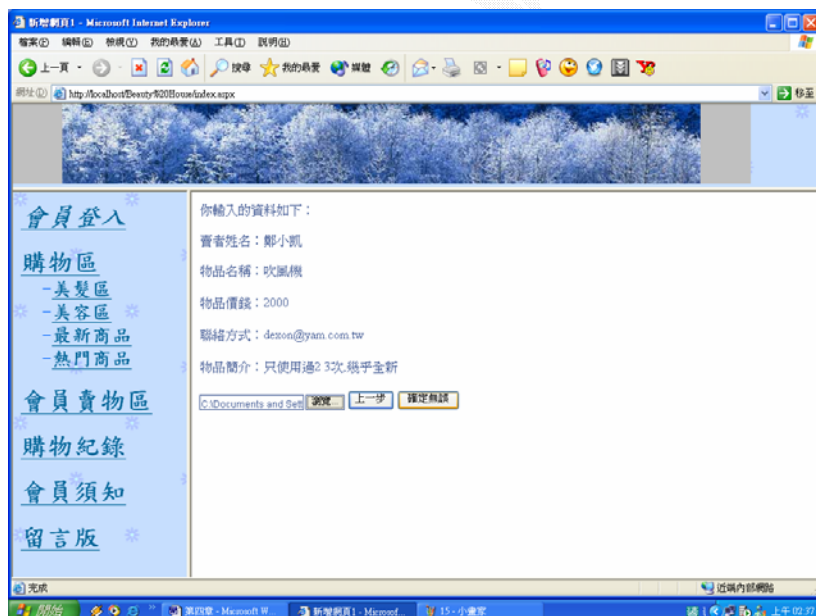 新增網頁1 - Microsoft Internet Explorer
檔案(F) 編輯(E) 檢視(V) 我的最愛(A) 工具(T) 說明(H)
上一頁 搜尋 我的最愛 媒體
網址(D) http://localhost/Beauty%20House/index.aspx 移至
會員登入
購物區
-美髮區
-美容區
-最新商品
-熱門商品
會員賣物區
購物紀錄
會員須知
留言版
你輸入的資料如下：
賣者姓名：鄭小凱
物品名稱：吹風機
物品價錢：2000
聯絡方式：dexon@yam.com.tw
物品簡介：只使用過2 3次.幾乎全新
C:\Documents and Sett 瀏覽... 上一步 確定無誤
完成 近端內部網路
開始 第四章 - Microsoft W... 新增網頁1 - Microsof... 上午 02:37